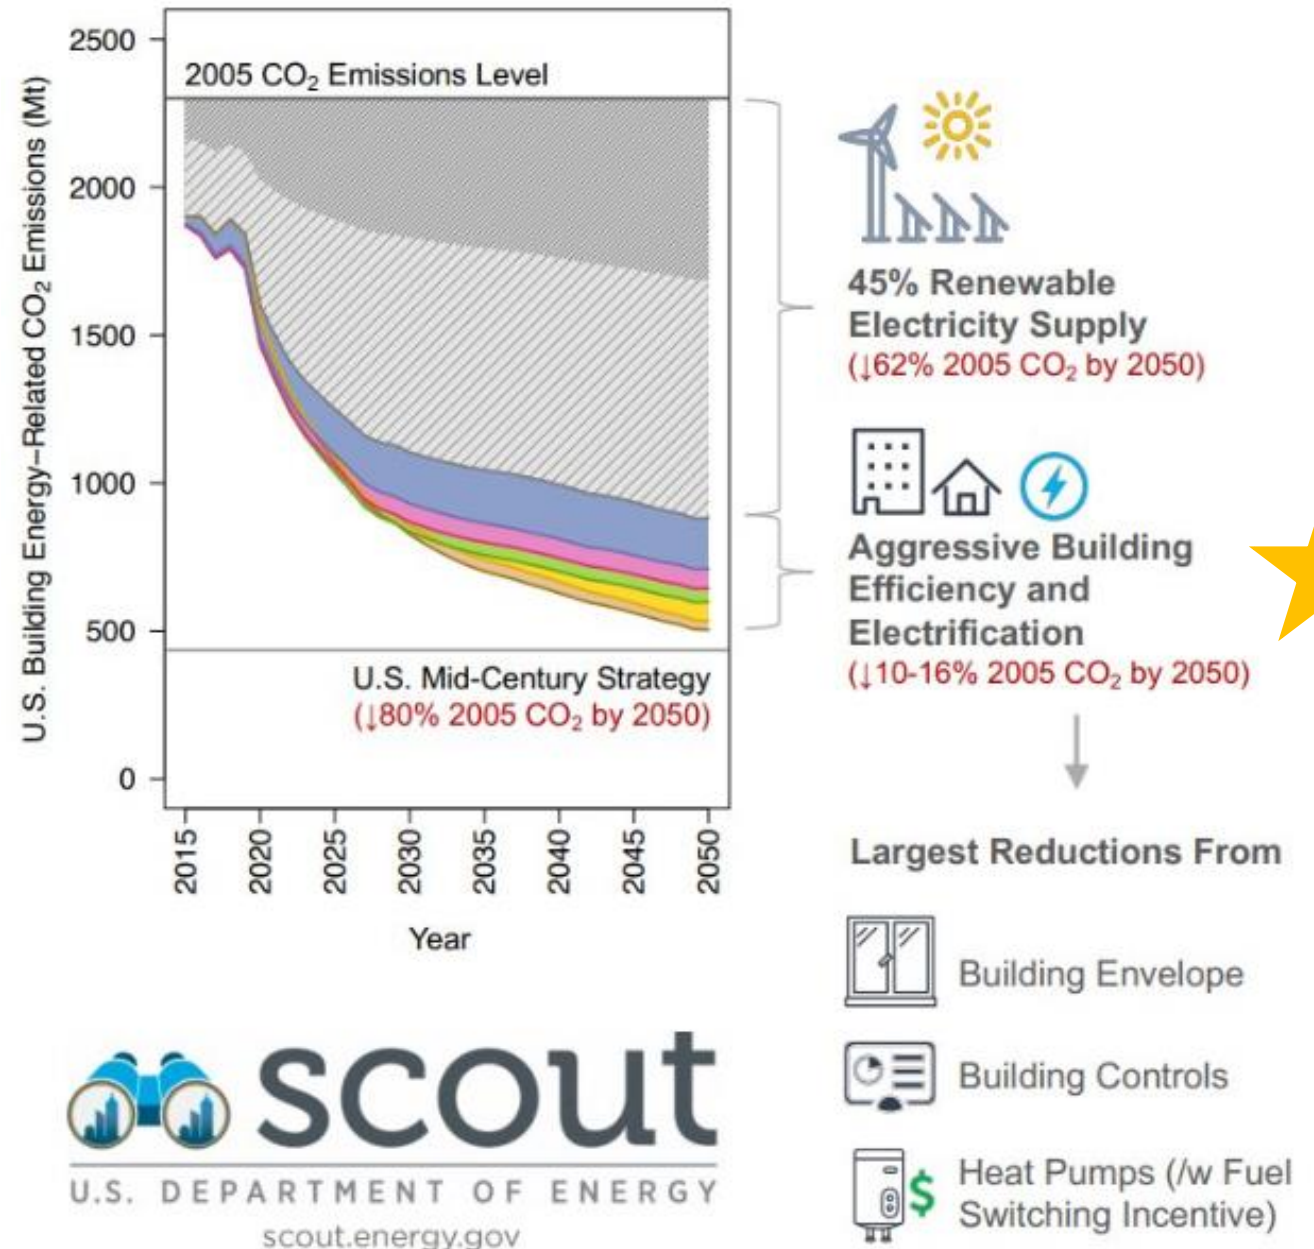 U.S. Building Energy-Related CO₂ Emissions (Mt)
2500
2000
1500
1000
500
0
2005 CO₂ Emissions Level
U.S. Mid-Century Strategy
(↓80% 2005 CO₂ by 2050)
2015
2020
2025
2030
2035
2040
2045
2050
Year
45% Renewable
Electricity Supply
(↓62% 2005 CO₂ by 2050)
Aggressive Building
Efficiency and
Electrification
(↓10-16% 2005 CO₂ by 2050)
Largest Reductions From
Building Envelope
Building Controls
$
Heat Pumps (/w Fuel
Switching Incentive)
scout
U.S. DEPARTMENT OF ENERGY
scout.energy.gov